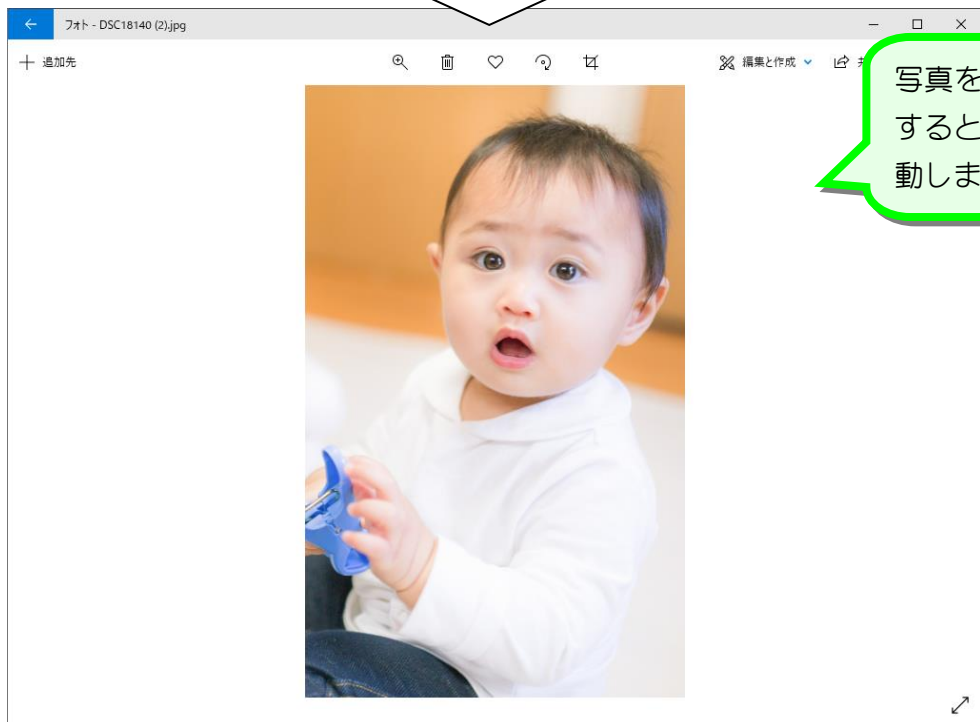 フォト - DSC18140 (2).jpg
追加先
編集と作成
写真を
すると
動しま